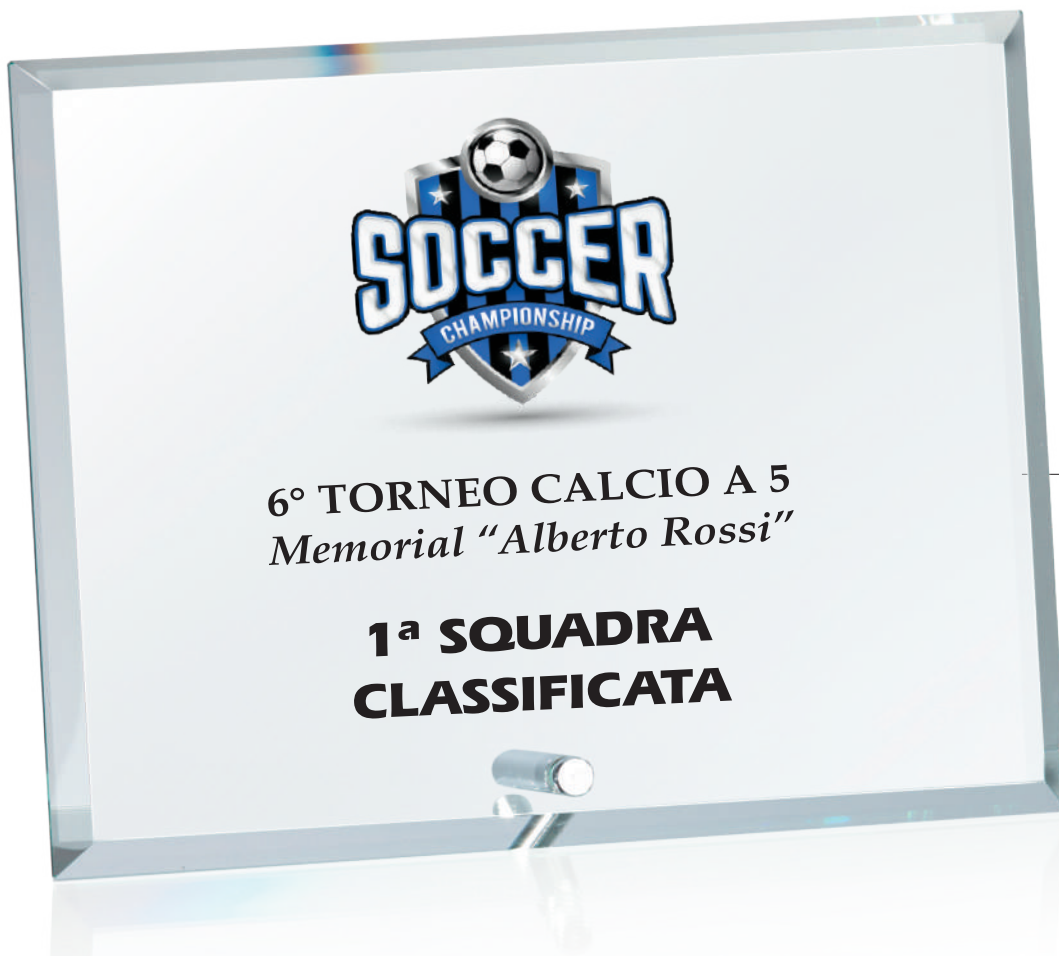 SOCCER
CHAMPIONSHIP
6° TORNEO CALCIO A 5
Memorial “Alberto Rossi”
1ª SQUADRA
CLASSIFICATA